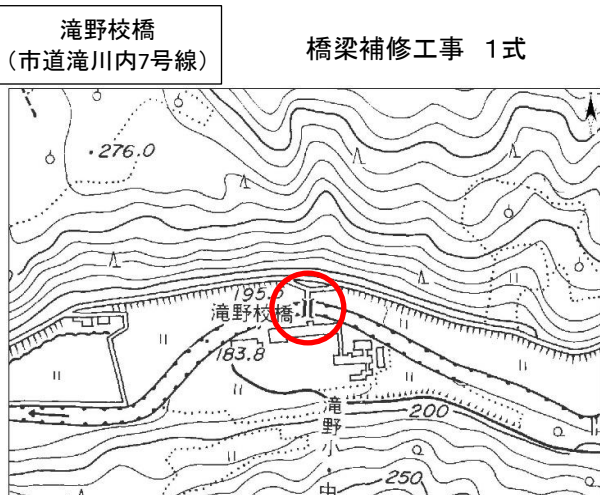 滝野校橋
(市道滝川内7号線)
橋梁補修工事 1式
276.0
195.5
滝野校橋
183.8
200
滝野小・中
250